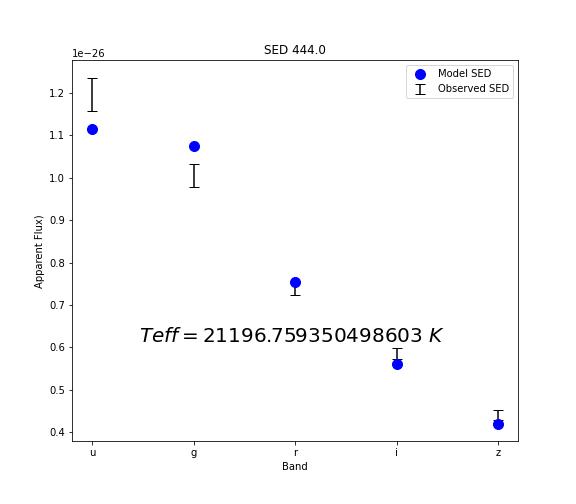 SED 444.0
1e−26
Model SED
Observed SED
1.2
1.1
1.0
0.9
0.8
0.7
0.6
0.5
0.4
Apparent Flux)
Teff = 21196.759350498603 K
u g r i z
Band